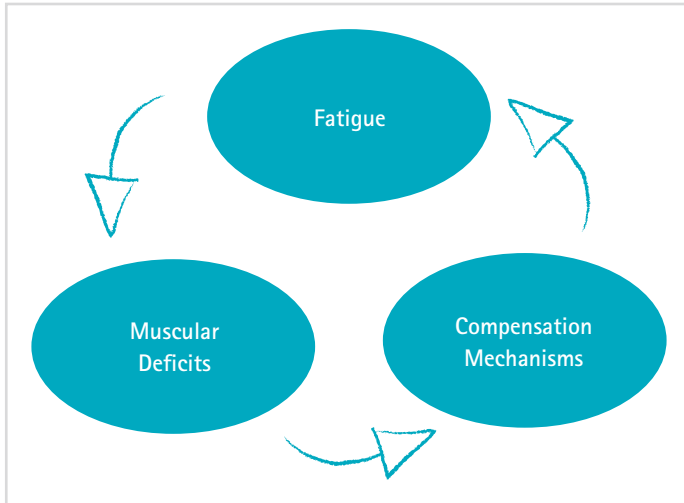 Fatigue
Muscular
Deficits
Compensation
Mechanisms